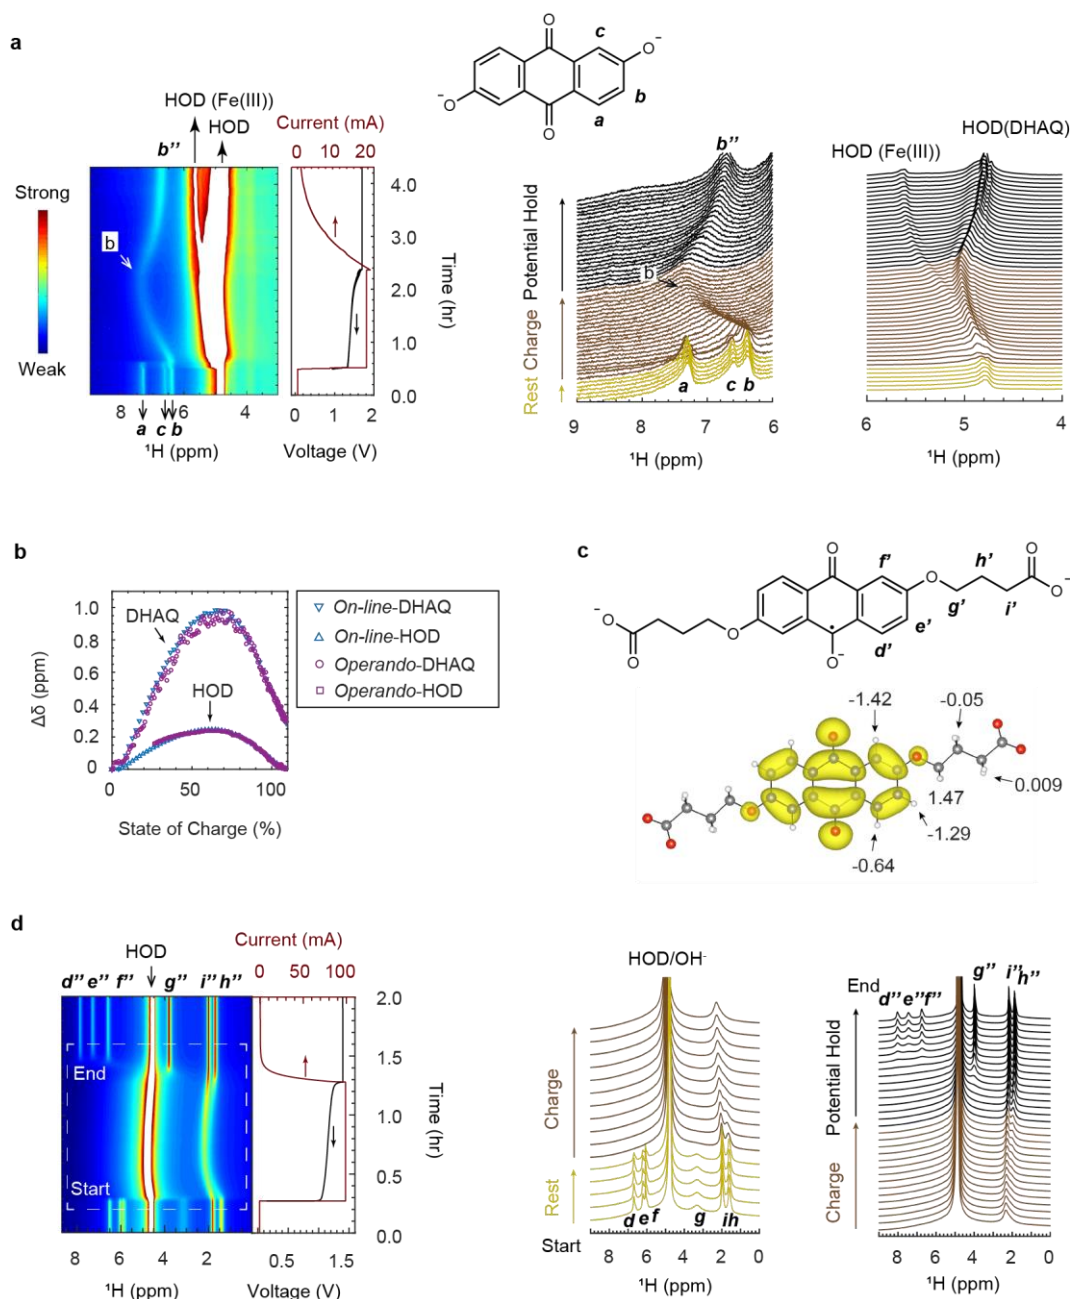 a
O
c
O⁻
⁻O
b
a
O
HOD (Fe(III))
HOD
b''
Current (mA)
0 10 20
Strong
Weak
b
4.0
3.0
2.0
1.0
0.0
Time (hr)
8 6 4
a c b
¹H (ppm)
0 1 2
Voltage (V)
b''
Rest Charge Potential Hold
b
a c b
9 8 7 6
¹H (ppm)
HOD(DHAQ)
HOD (Fe(III))
6 5 4
¹H (ppm)
b
1.0
0.8
0.6
0.4
0.2
0
Δδ (ppm)
DHAQ
HOD
0 50 100
State of Charge (%)
On-line-DHAQ
On-line-HOD
Operando-DHAQ
Operando-HOD
c
O
f'
h'
O
O⁻
O
g'
i'
e'
d'
O⁻
⁻O
O
O
-1.42
-0.05
0.009
1.47
-1.29
-0.64
d
HOD
d'' e'' f'' g'' i'' h''
Current (mA)
0 50 100
End
Start
2.0
1.5
1.0
0.5
0.0
Time (hr)
8 6 4 2
¹H (ppm)
0.5 1.5
Voltage (V)
HOD/OH⁻
Rest Charge
Start
d e f g i h
8 6 4 2 0
¹H (ppm)
End
d'' e'' f'' g'' i'' h''
Charge Potential Hold
8 6 4 2 0
¹H (ppm)